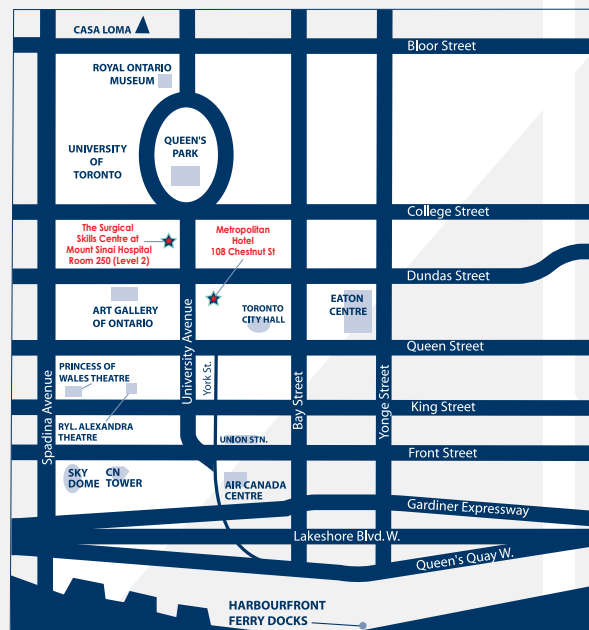 CASA LOMA
Bloor Street
ROYAL ONTARIO
MUSEUM
QUEEN'S
PARK
UNIVERSITY
OF
TORONTO
College Street
The Surgical
Skills Centre at
Mount Sinai Hospital
Room 250 (Level 2)
Metropolitan
Hotel
108 Chestnut St
Dundas Street
ART GALLERY
OF ONTARIO
University Avenue
TORONTO
CITY HALL
EATON
CENTRE
Queen Street
PRINCESS OF
WALES THEATRE
York St.
Spadina Avenue
Bay Street
Yonge Street
King Street
RYL. ALEXANDRA
THEATRE
UNION STN.
Front Street
SKY
DOME
CN
TOWER
AIR CANADA
CENTRE
Gardiner Expressway
Lakeshore Blvd. W.
Queen's Quay W.
HARBOURFRONT
FERRY DOCKS